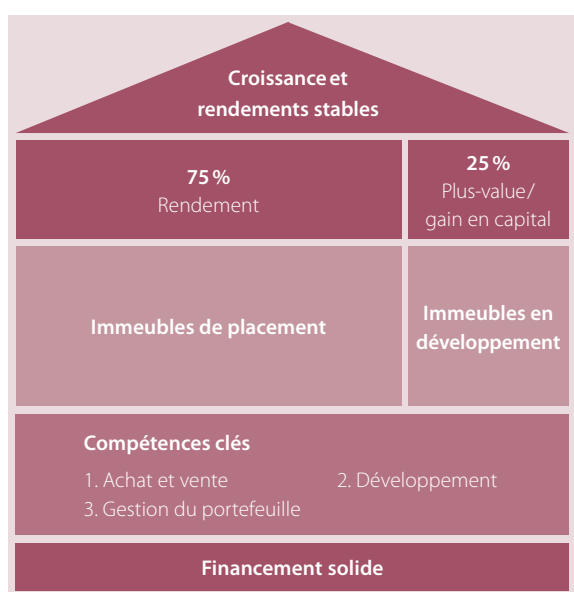 Croissance et
rendements stables
75 %
Rendement
25 %
Plus-value/
gain en capital
Immeubles de placement
Immeubles en
développement
Compétences clés
1. Achat et vente 2. Développement
3. Gestion du portefeuille
Financement solide